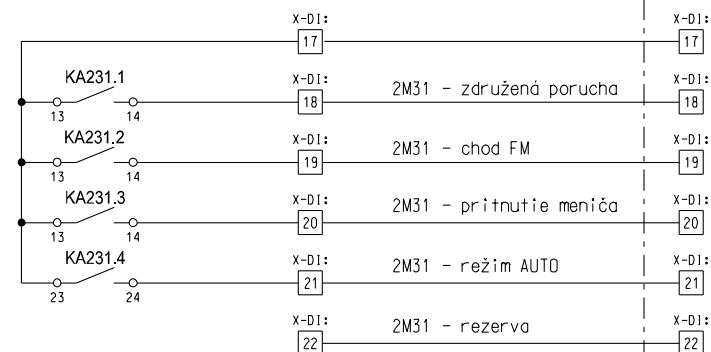 X-DI: X-DI:
17 17
KA231.1 X-DI: 2M31 - združená porucha X-DI:
13 14 18 18
KA231.2 X-DI: 2M31 - chod FM X-DI:
13 14 19 19
KA231.3 X-DI: 2M31 - pritnutie meniča X-DI:
13 14 20 20
KA231.4 X-DI: 2M31 - režim AUTO X-DI:
23 24 21 21
X-DI: 2M31 - rezerva X-DI:
22 22